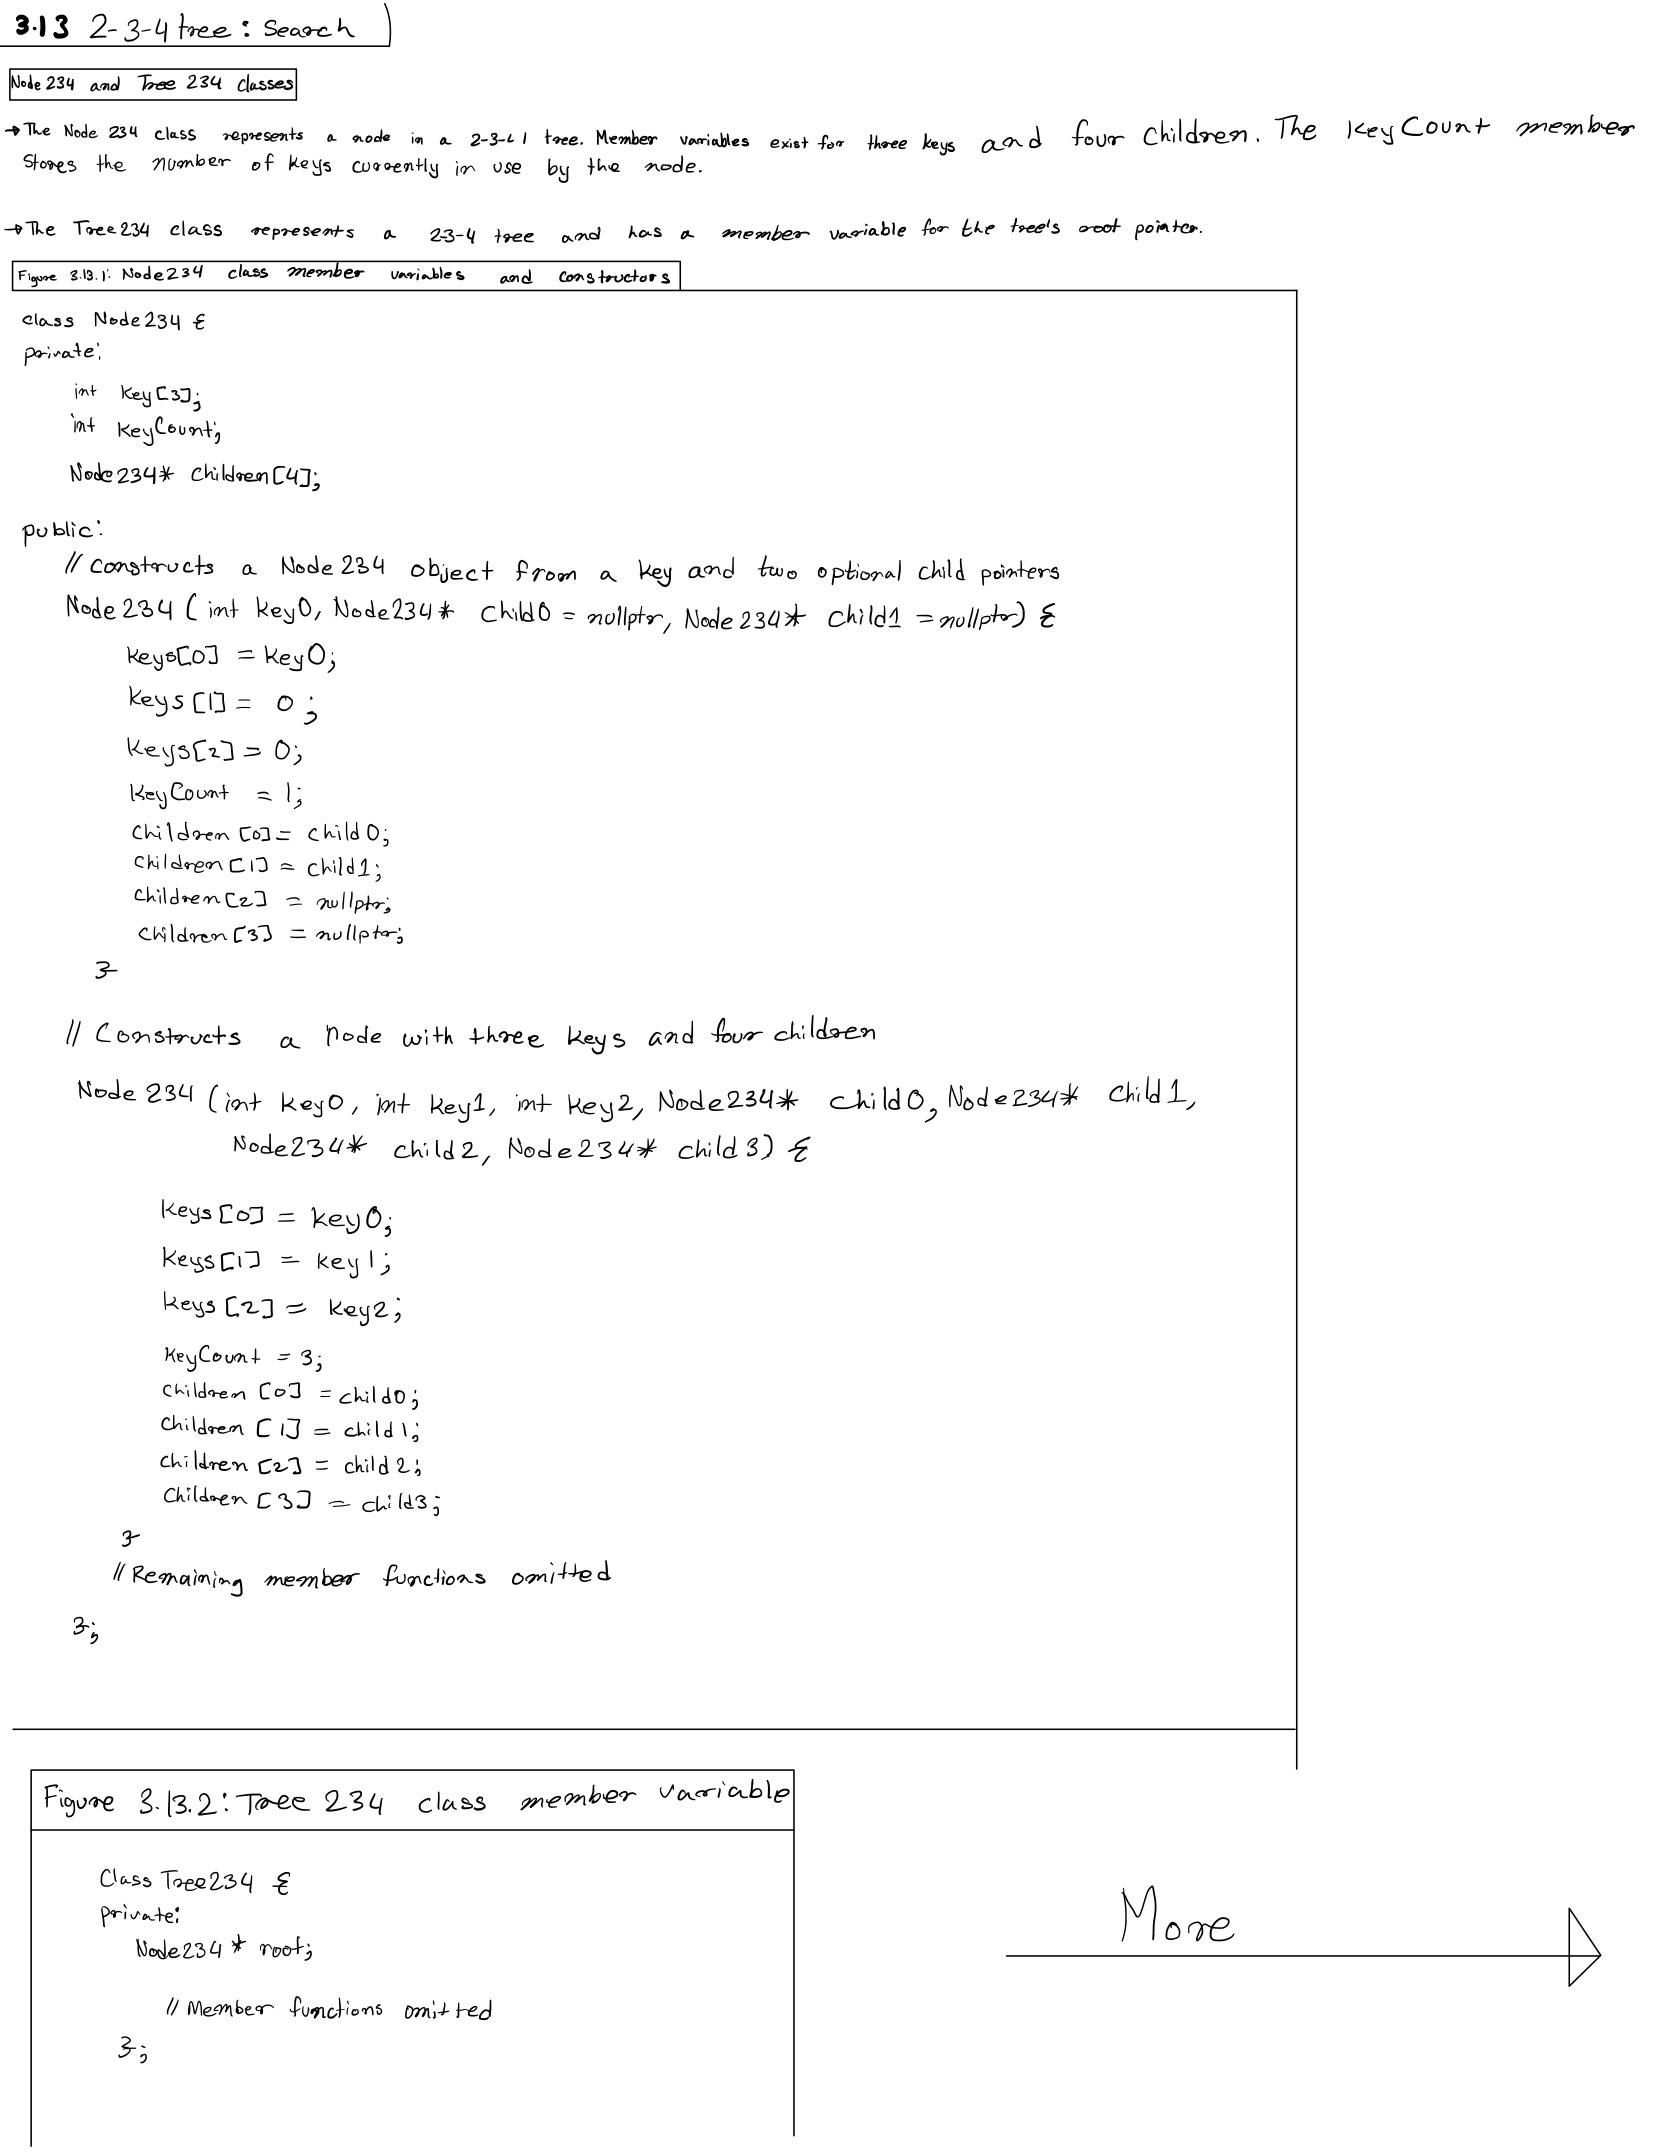 3.13 2-3-4 tree: Search
Node 234 and Tree 234 classes
→ The Node 234 class represents a node in a 2-3-4 tree. Member variables exist for three keys and four children. The keyCount member
Stores the number of keys currently in use by the node.
→ The Tree234 class represents a 23-4 tree and has a member variable for the tree's root pointer.
Figure 3.13.1: Node234 class member variables and constructors
class Node234 {
private:
int key[3];
int keyCount;
Node234* children[4];
public:
// constructs a Node234 object from a key and two optional child pointers
Node234 (int key0, Node234* child0 = nullptr, Node234* child1 = nullptr) {
keys[0] = key0;
keys[1] = 0;
keys[2] = 0;
keyCount = 1;
children[0] = child0;
children[1] = child1;
children[2] = nullptr;
children[3] = nullptr;
}
// Constructs a node with three keys and four children
Node234 (int key0, int key1, int key2, Node234* child0, Node234* child1,
Node234* child2, Node234* child3) {
keys[0] = key0;
keys[1] = key1;
keys[2] = key2;
keyCount = 3;
children[0] = child0;
children[1] = child1;
children[2] = child2;
children[3] = child3;
}
// Remaining member functions omitted
};
Figure 3.13.2: Tree 234 class member variable
Class Tree234 {
private:
Node234* root;
// Member functions omitted
};
More